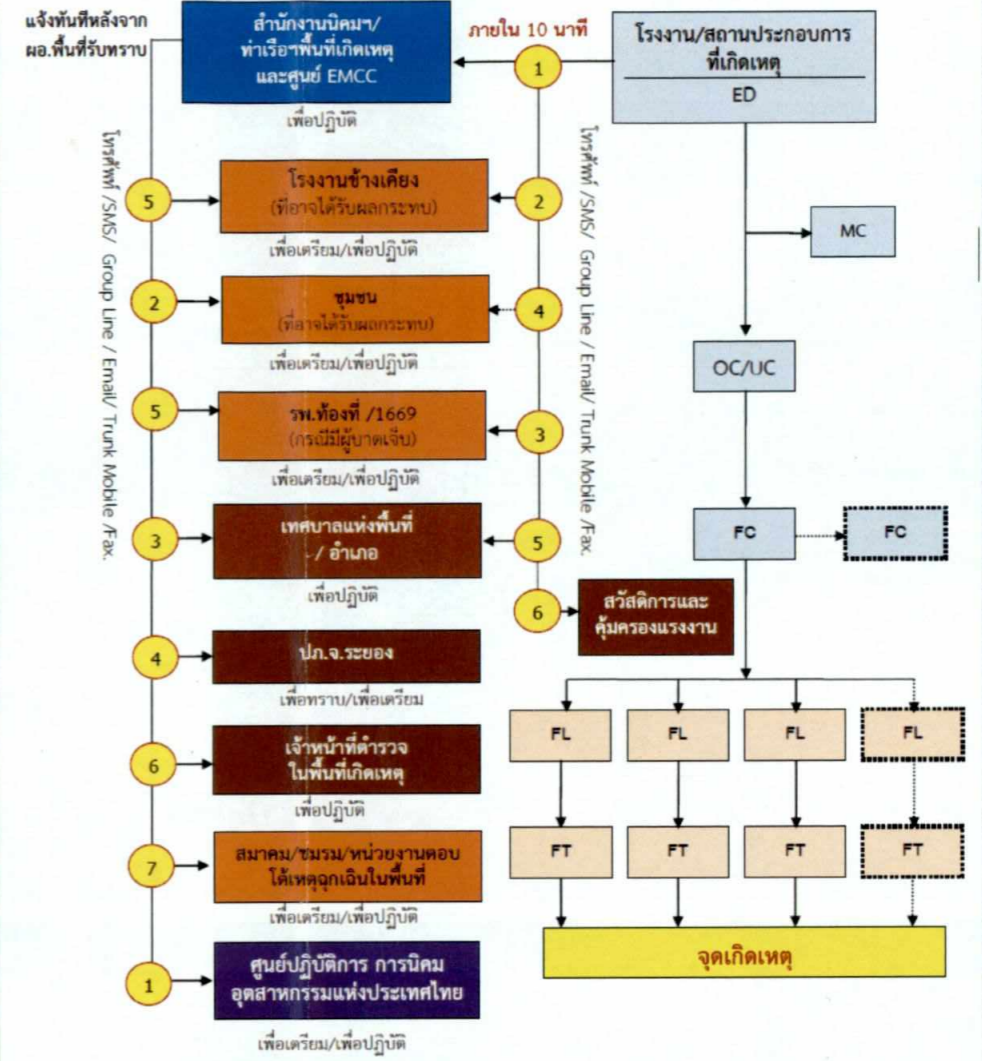 แจ้งทันทีหลังจาก
ผอ.พื้นที่รับทราบ
สำนักงานนิคมฯ/
ท่าเรือฯพื้นที่เกิดเหตุ
และศูนย์ EMCC
เพื่อปฏิบัติ
ภายใน 10 นาที
1
โรงงาน/สถานประกอบการ
ที่เกิดเหตุ
ED
โทรศัพท์ /SMS/ Group Line / Email/ Trunk Mobile /Fax.
5
โรงงานข้างเคียง
(ที่อาจได้รับผลกระทบ)
เพื่อเตรียม/เพื่อปฏิบัติ
2
โทรศัพท์ /SMS/ Group Line / Email/ Trunk Mobile /Fax.
MC
2
ชุมชน
(ที่อาจได้รับผลกระทบ)
เพื่อเตรียม/เพื่อปฏิบัติ
4
OC/UC
5
รพ.ท้องที่ /1669
(กรณีมีผู้บาดเจ็บ)
เพื่อเตรียม/เพื่อปฏิบัติ
3
3
เทศบาลแห่งพื้นที่
/ อำเภอ
เพื่อปฏิบัติ
5
FC
FC
6
สวัสดิการและ
คุ้มครองแรงงาน
4
ปภ.จ.ระยอง
เพื่อทราบ/เพื่อเตรียม
6
เจ้าหน้าที่ตำรวจ
ในพื้นที่เกิดเหตุ
เพื่อปฏิบัติ
FL
FL
FL
FL
7
สมาคม/ชมรม/หน่วยงานตอบ
โต้เหตุฉุกเฉินในพื้นที่
เพื่อเตรียม/เพื่อปฏิบัติ
FT
FT
FT
FT
จุดเกิดเหตุ
1
ศูนย์ปฏิบัติการ การนิคม
อุตสาหกรรมแห่งประเทศไทย
เพื่อเตรียม/เพื่อปฏิบัติ